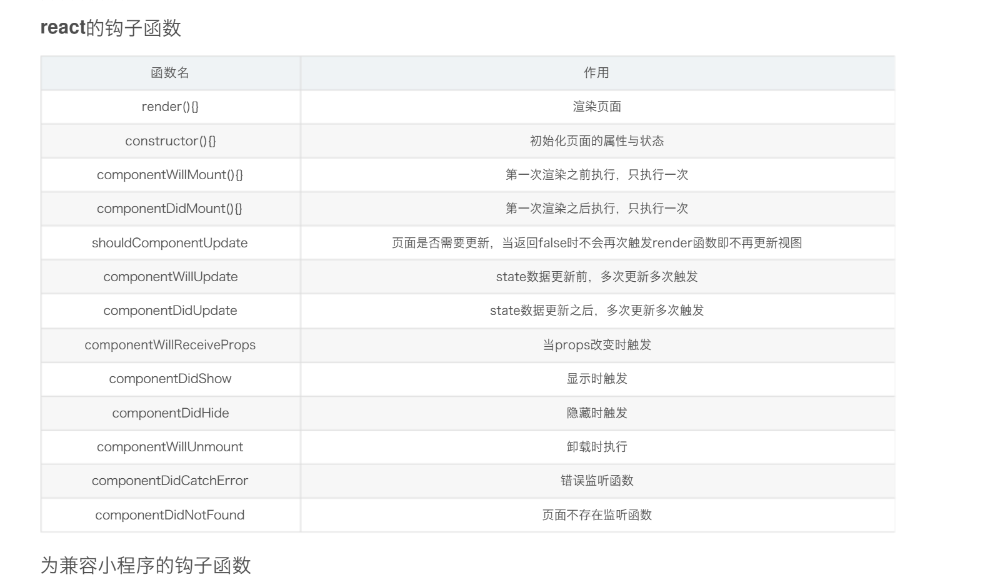 react的钩子函数
函数名 作用
render(){} 渲染页面
constructor(){} 初始化页面的属性与状态
componentWillMount(){} 第一次渲染之前执行，只执行一次
componentDidMount(){} 第一次渲染之后执行，只执行一次
shouldComponentUpdate 页面是否需要更新，当返回false时不会再次触发render函数即不再更新视图
componentWillUpdate state数据更新前，多次更新多次触发
componentDidUpdate state数据更新之后，多次更新多次触发
componentWillReceiveProps 当props改变时触发
componentDidShow 显示时触发
componentDidHide 隐藏时触发
componentWillUnmount 卸载时执行
componentDidCatchError 错误监听函数
componentDidNotFound 页面不存在监听函数
为兼容小程序的钩子函数